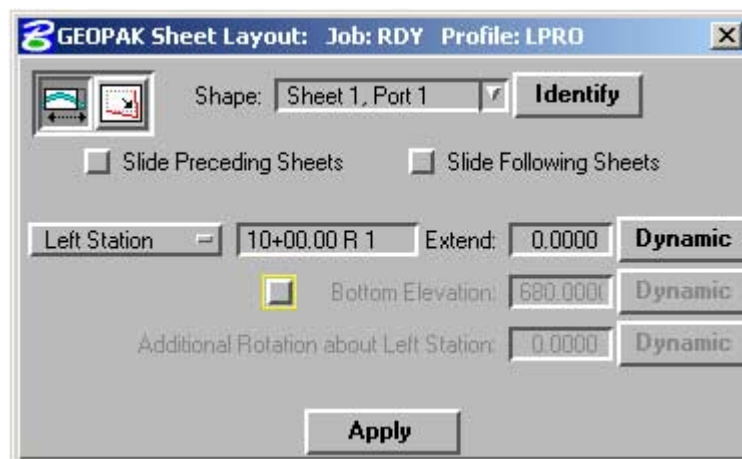 GEOPAK Sheet Layout: Job: RDY Profile: LPRO
Shape: Sheet 1, Port 1 Identify
Slide Preceding Sheets Slide Following Sheets
Left Station 10+00.00 R 1 Extend: 0.0000 Dynamic
Bottom Elevation: 680.000 Dynamic
Additional Rotation about Left Station: 0.0000 Dynamic
Apply